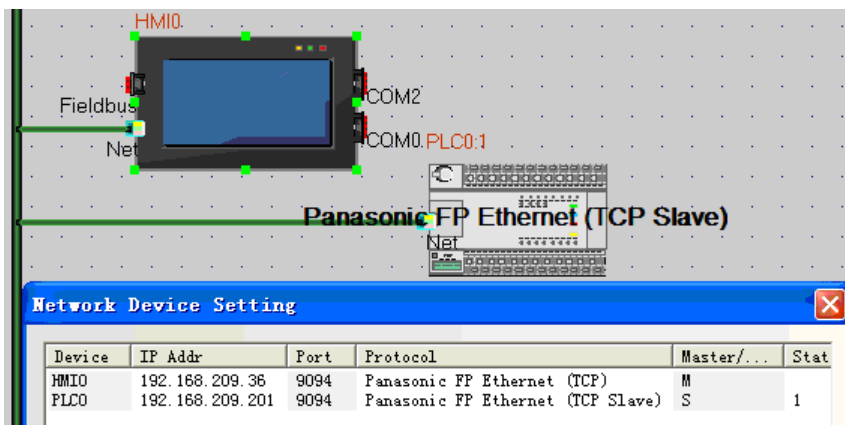 HMI0
Fieldbus
COM2
Net
COM0
PLC0:1
Panasonic FP Ethernet (TCP Slave)
Net
Network Device Setting
Device IP Addr Port Protocol Master/... Stat
HMI0 192.168.209.36 9094 Panasonic FP Ethernet (TCP) M
PLC0 192.168.209.201 9094 Panasonic FP Ethernet (TCP Slave) S 1